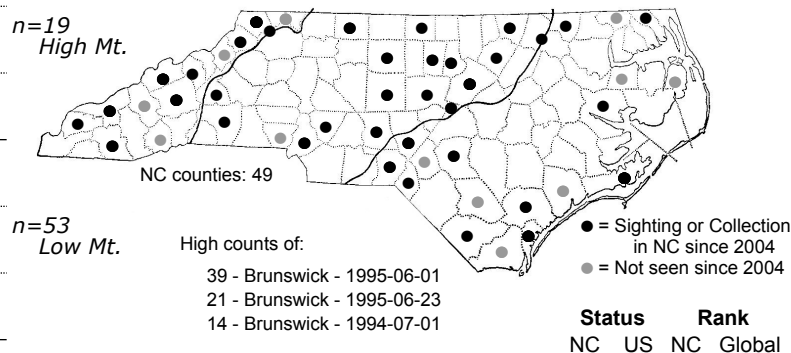 n=19
High Mt.
NC counties: 49
n=53
Low Mt.
High counts of:
39 - Brunswick - 1995-06-01
21 - Brunswick - 1995-06-23
14 - Brunswick - 1994-07-01
= Sighting or Collection
in NC since 2004
= Not seen since 2004
Status Rank
NC US NC Global